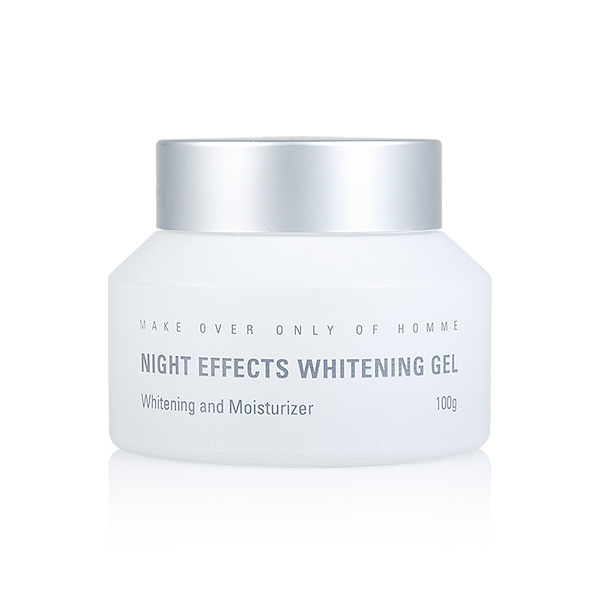 MAKE OVER ONLY OF HOMME
NIGHT EFFECTS WHITENING GEL
Whitening and Moisturizer 100g